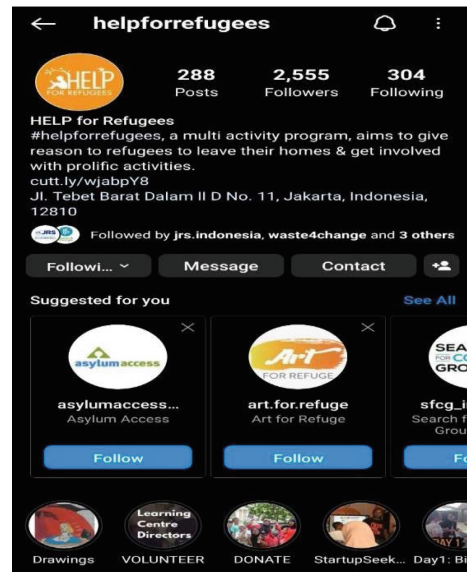 helpforrefugees
HELP
FOR REFUGEES
288 2,555 304
Posts Followers Following
HELP for Refugees
#helpforrefugees, a multi activity program, aims to give
reason to refugees to leave their homes & get involved
with prolific activities.
cutt.ly/wjabpY8
Jl. Tebet Barat Dalam II D No. 11, Jakarta, Indonesia,
12810
JRS
Followed by jrs.indonesia, waste4change and 3 others
Followi... Message Contact
Suggested for you See All
asylumaccess
Art
FOR REFUGE
SEA
FOR CO
GRO
asylumaccess... art.for.refuge sfcg_i
Asylum Access Art for Refuge Search f
Grou
Follow Follow Fo
Learning
Centre
Directors
DAY 1
Drawings VOLUNTEER DONATE StartupSeek... Day1: Bi